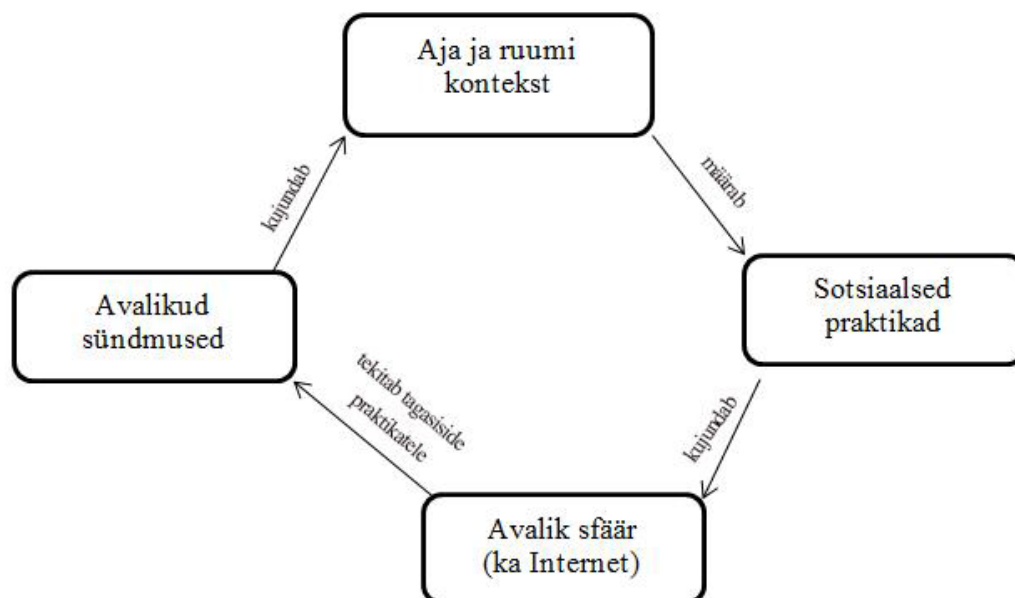 Aja ja ruumi
kontekst
määrab
Sotsiaalsed
praktikad
kujundab
Avalik sfäär
(ka Internet)
tekitab tagasiside
praktikatele
Avalikud
sündmused
kujundab